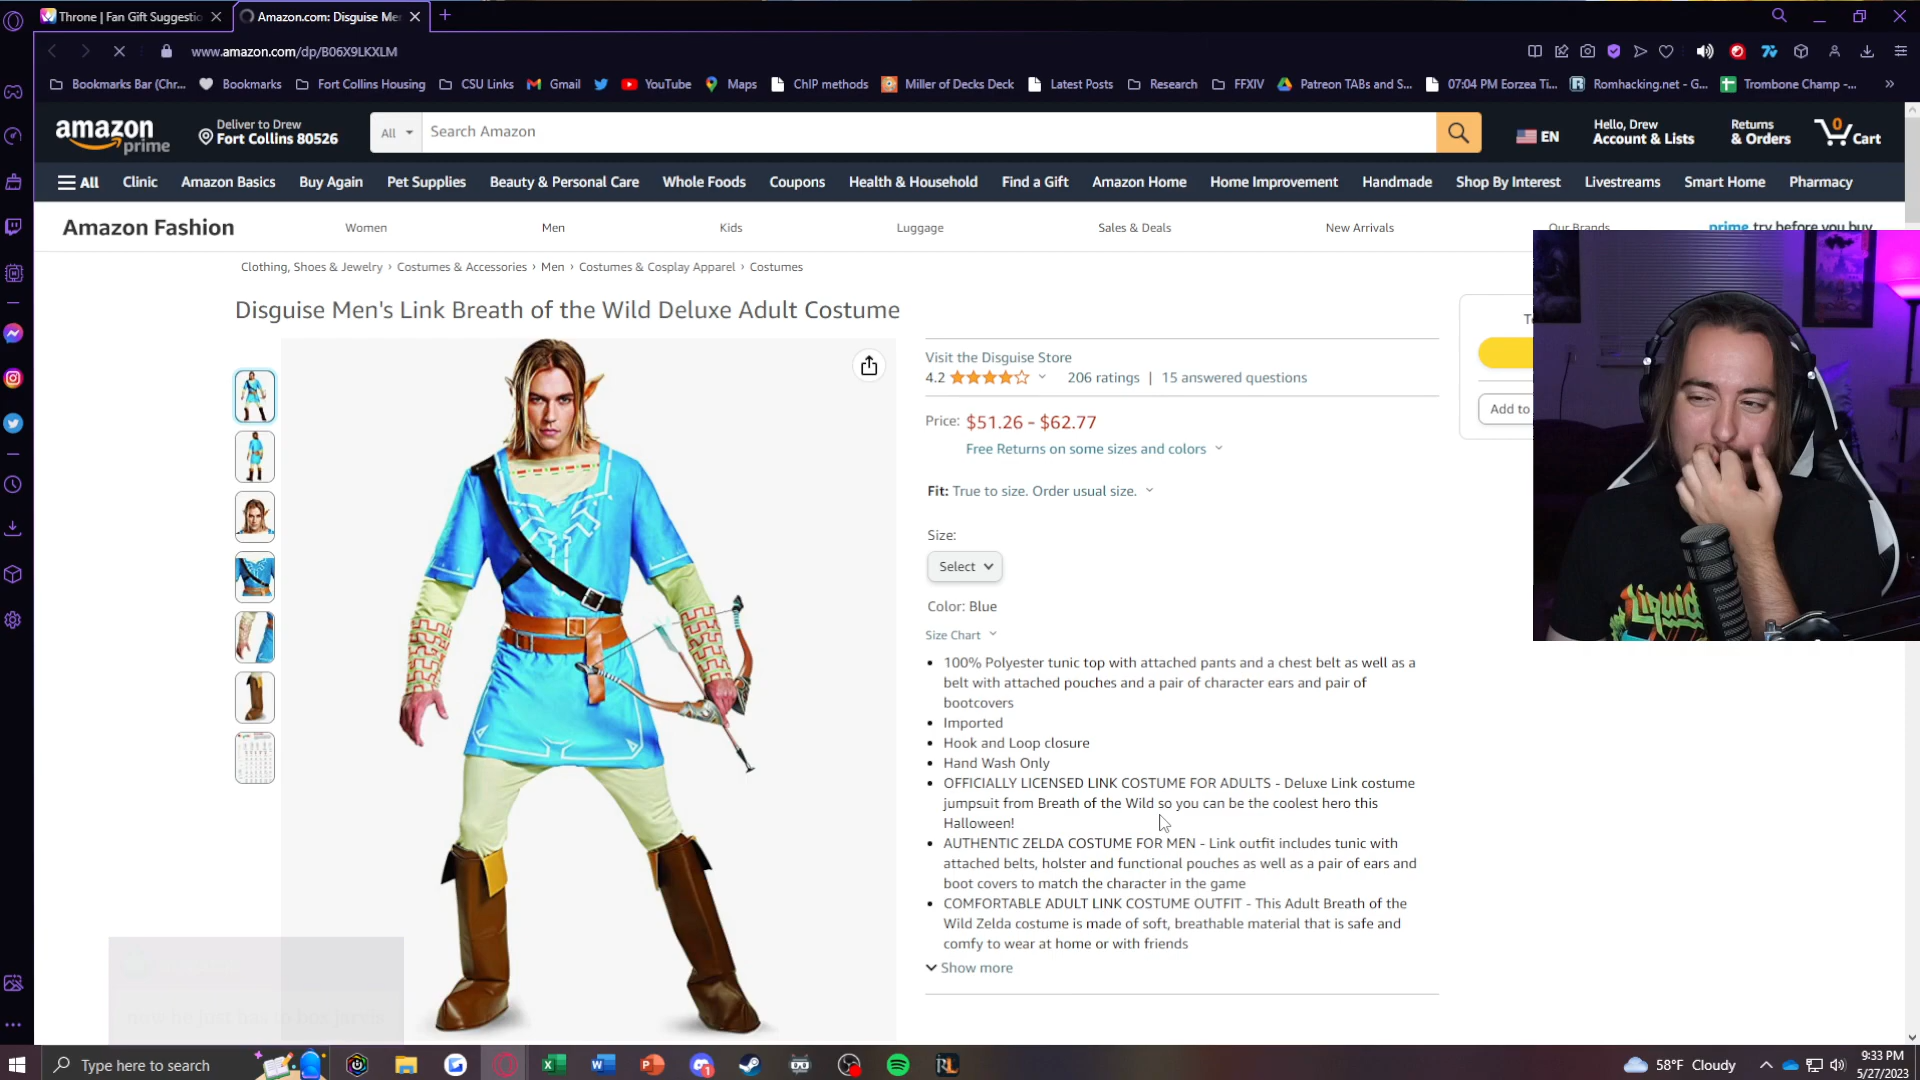 Throne | Fan Gift Suggestio
Amazon.com: Disguise Me
www.amazon.com/dp/B06X9LKXLM
Bookmarks Bar (Chr...
Bookmarks
Fort Collins Housing
CSU Links
Gmail
YouTube
Maps
ChIP methods
Miller of Decks Deck
Latest Posts
Research
FFXIV
Patreon TABs and S...
07:04 PM Eorzea Ti...
Romhacking.net - G...
Trombone Champ -...
amazon prime
Deliver to Drew
Fort Collins 80526
All
Search Amazon
EN
Hello, Drew
Account & Lists
Returns
& Orders
0
Cart
All
Clinic
Amazon Basics
Buy Again
Pet Supplies
Beauty & Personal Care
Whole Foods
Coupons
Health & Household
Find a Gift
Amazon Home
Home Improvement
Handmade
Shop By Interest
Livestreams
Smart Home
Pharmacy
Amazon Fashion
Women
Men
Kids
Luggage
Sales & Deals
New Arrivals
Our Brands
prime try before you buy
Clothing, Shoes & Jewelry › Costumes & Accessories › Men › Costumes & Cosplay Apparel › Costumes
Disguise Men's Link Breath of the Wild Deluxe Adult Costume
Visit the Disguise Store
4.2
206 ratings | 15 answered questions
Price: $51.26 - $62.77
Free Returns on some sizes and colors
Fit: True to size. Order usual size.
Size:
Select
Color: Blue
Size Chart
• 100% Polyester tunic top with attached pants and a chest belt as well as a
belt with attached pouches and a pair of character ears and pair of
bootcovers
• Imported
• Hook and Loop closure
• Hand Wash Only
• OFFICIALLY LICENSED LINK COSTUME FOR ADULTS - Deluxe Link costume
jumpsuit from Breath of the Wild so you can be the coolest hero this
Halloween!
• AUTHENTIC ZELDA COSTUME FOR MEN - Link outfit includes tunic with
attached belts, holster and functional pouches as well as a pair of ears and
boot covers to match the character in the game
• COMFORTABLE ADULT LINK COSTUME OUTFIT - This Adult Breath of the
Wild Zelda costume is made of soft, breathable material that is safe and
comfy to wear at home or with friends
Show more
Add to
Liquid
now he just has to box jarvis
Type here to search
58°F Cloudy
9:33 PM
5/27/2023